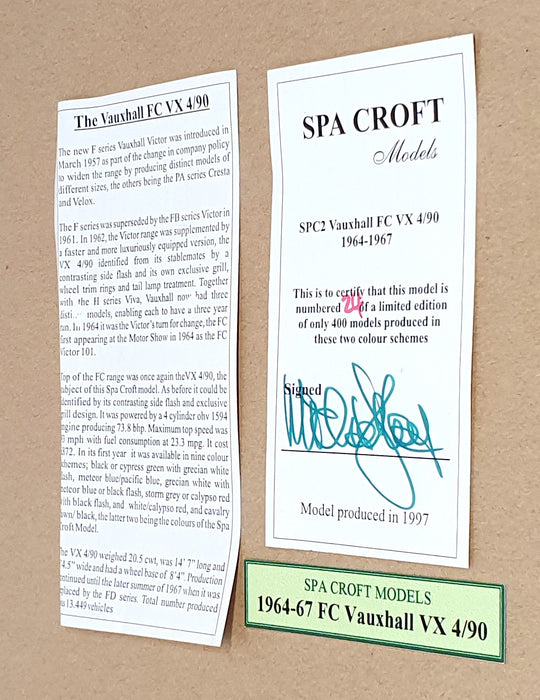 The Vauxhall FC VX 4/90
The new F series Vauxhall Victor was introduced in
March 1957 as part of the change in company policy
to widen the range by producing distinct models of
different sizes, the others being the PA series Cresta
and Velox.
The F series was superseded by the FB series Victor in
1961. In 1962, the Victor range was supplemented by
a faster and more luxuriously equipped version, the
VX 4/90 identified from its stablemates by a
contrasting side flash and its own exclusive grill,
wheel trim rings and tail lamp treatment. Together
with the H series Viva, Vauxhall now had three
models, enabling each to have a three year
run. In 1964 it was the Victor's turn for change, the FC
first appearing at the Motor Show in 1964 as the FC
Victor 101.
Top of the FC range was once again the VX 4/90, the
subject of this Spa Croft model. As before it could be
identified by its contrasting side flash and exclusive
grill design. It was powered by a 4 cylinder ohv 1594
engine producing 73.8 bhp. Maximum top speed was
mph with fuel consumption at 23.3 mpg. It cost
872. In its first year it was available in nine colour
schemes; black or cypress green with grecian white
flash, meteor blue/pacific blue, grecian white with
meteor blue or black flash, storm grey or calypso red
with black flash, and white/calypso red, and cavalry
fawn/ black, the latter two being the colours of the Spa
Croft Model.
The VX 4/90 weighed 20.5 cwt, was 14' 7" long and
4.5" wide and had a wheel base of 8'4". Production
continued until the later summer of 1967 when it was
replaced by the FD series. Total number produced
was 13.449 vehicles
SPA CROFT
Models
SPC2 Vauxhall FC VX 4/90
1964-1967
This is to certify that this model is
numbered 24 of a limited edition
of only 400 models produced in
these two colour schemes
Signed
Model produced in 1997
SPA CROFT MODELS
1964-67 FC Vauxhall VX 4/90